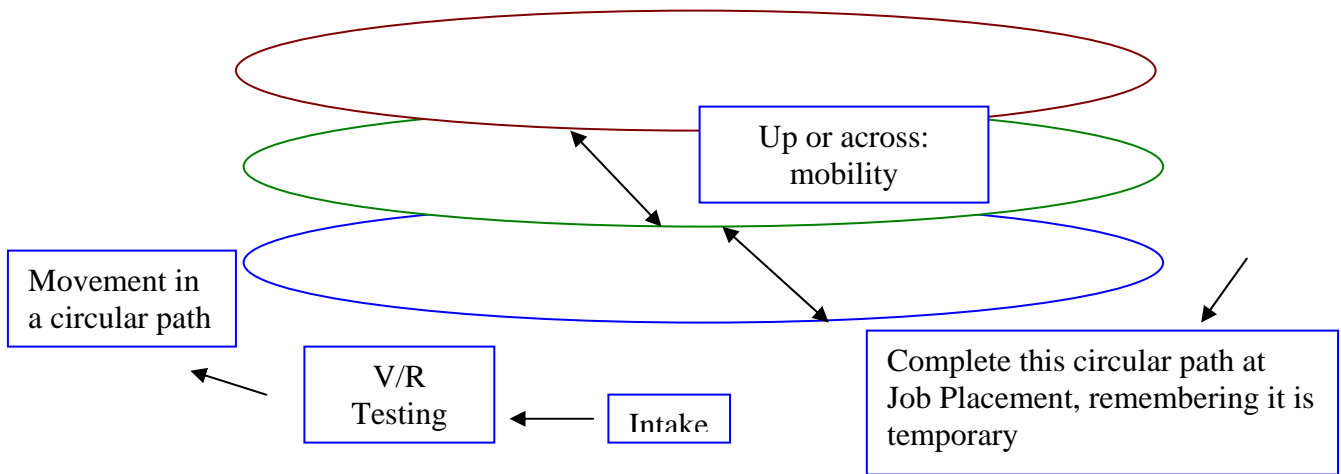 Up or across:
mobility
Movement in
a circular path
V/R
Testing
Intake
Complete this circular path at
Job Placement, remembering it is
temporary